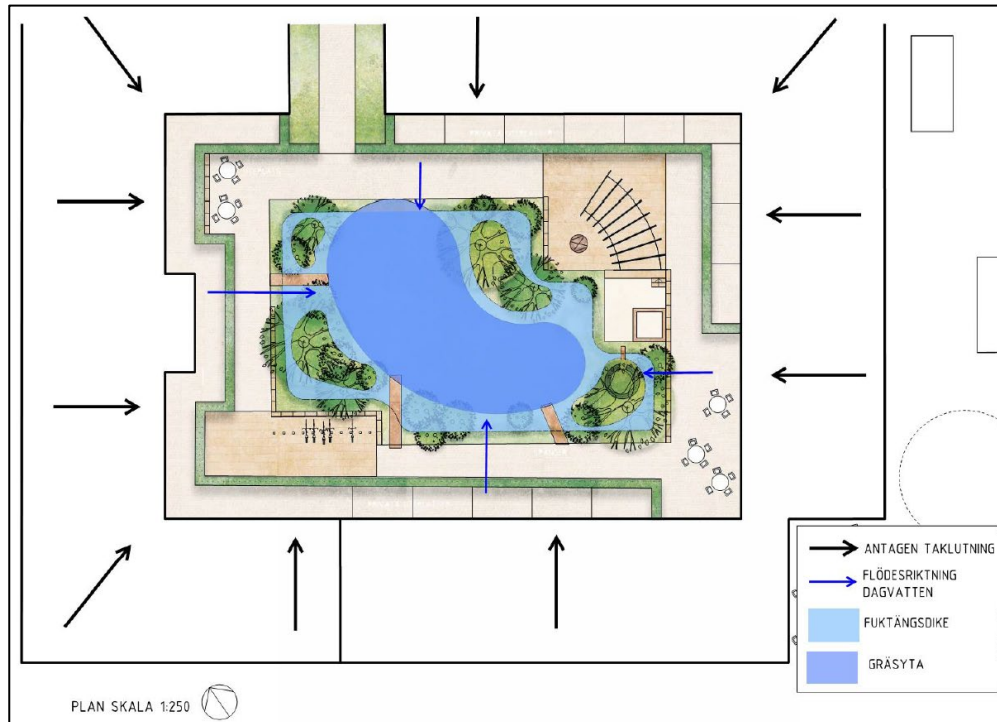 ANTAGEN TAKLUTNING
FLÖDESRIKTNING
DAGVATTEN
FUKTÄNGSDIKE
GRÄSYTA
PLAN SKALA 1:250